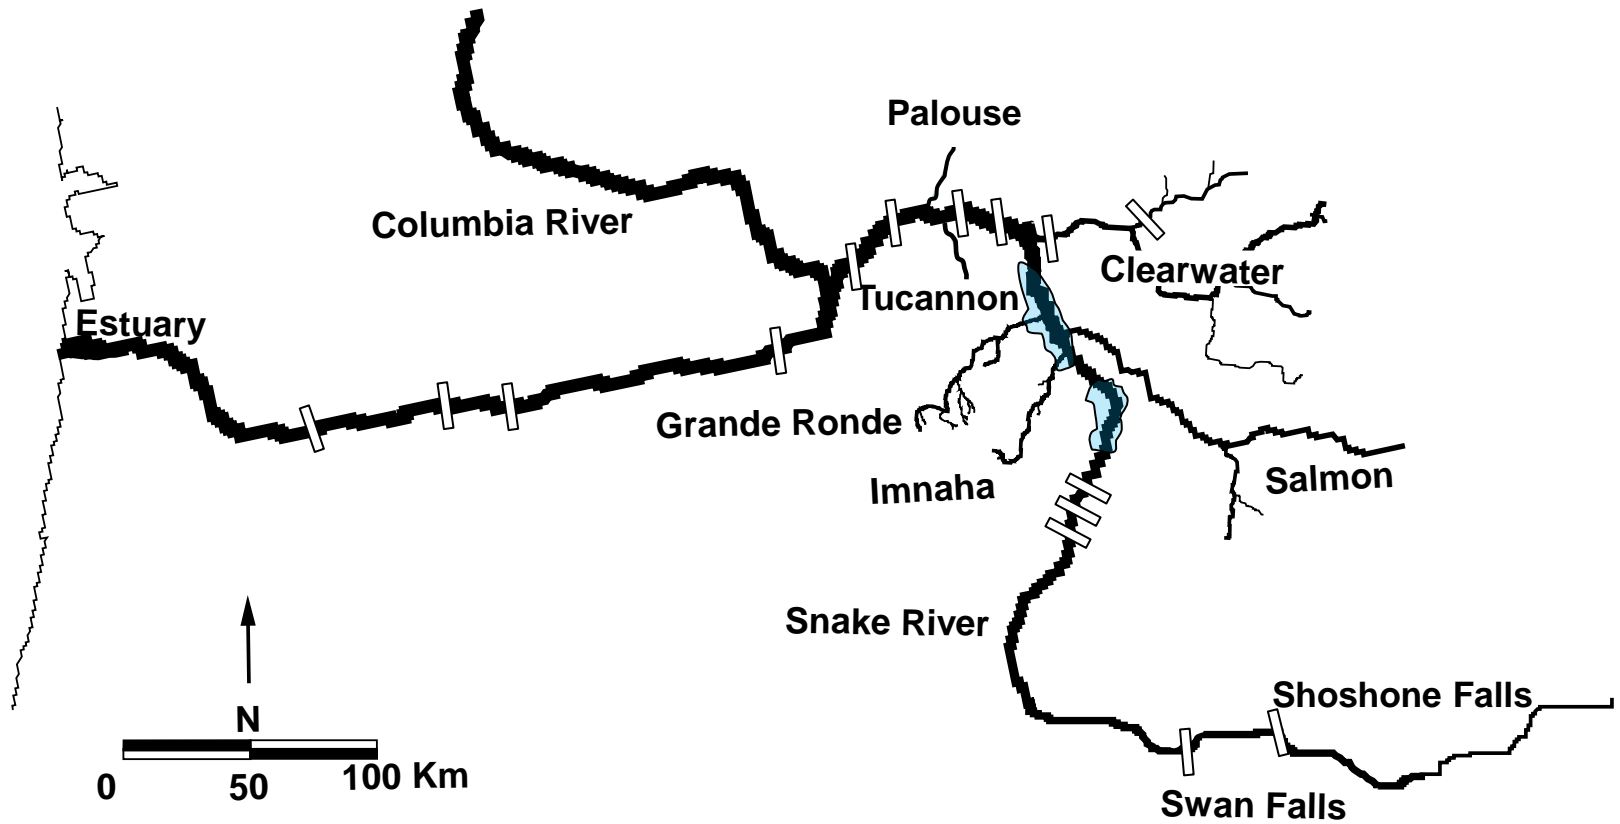 Palouse
Columbia River
Clearwater
Tucannon
Estuary
Grande Ronde
Imnaha
Salmon
Snake River
Shoshone Falls
N
0 50 100 Km
Swan Falls